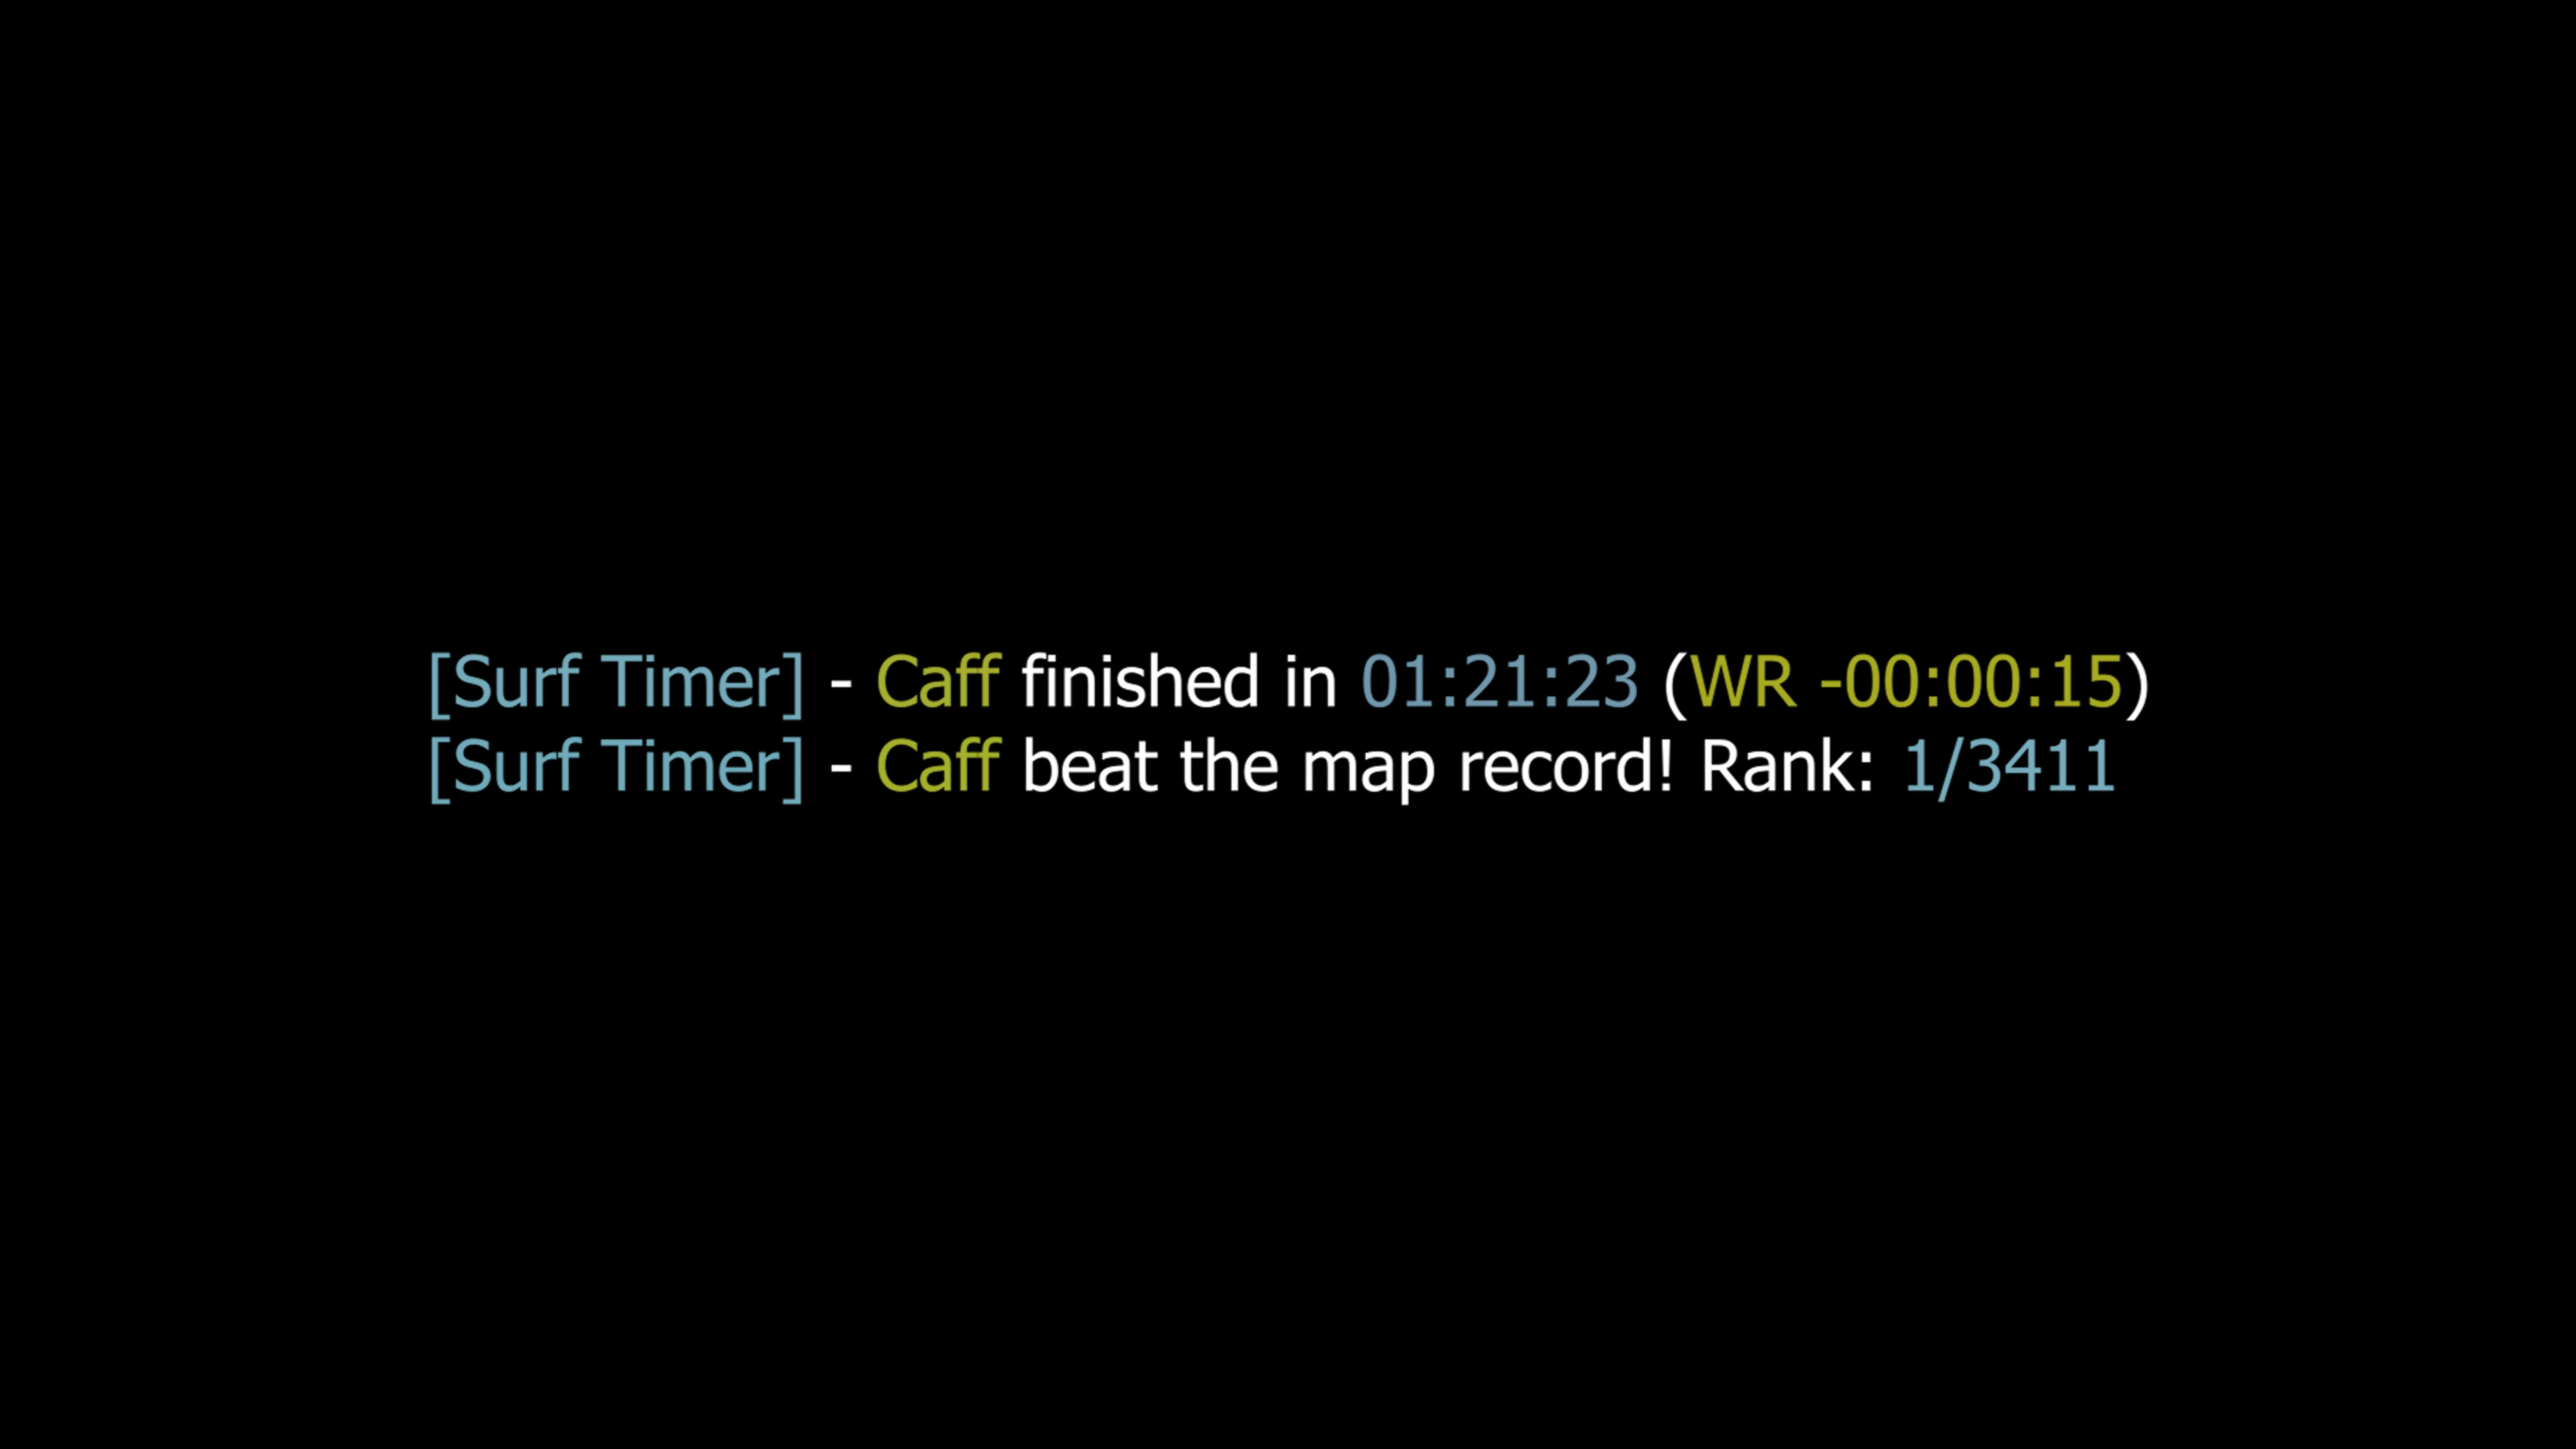 [Surf Timer] - Caff finished in 01:21:23 (WR -00:00:15)
[Surf Timer] - Caff beat the map record! Rank: 1/3411